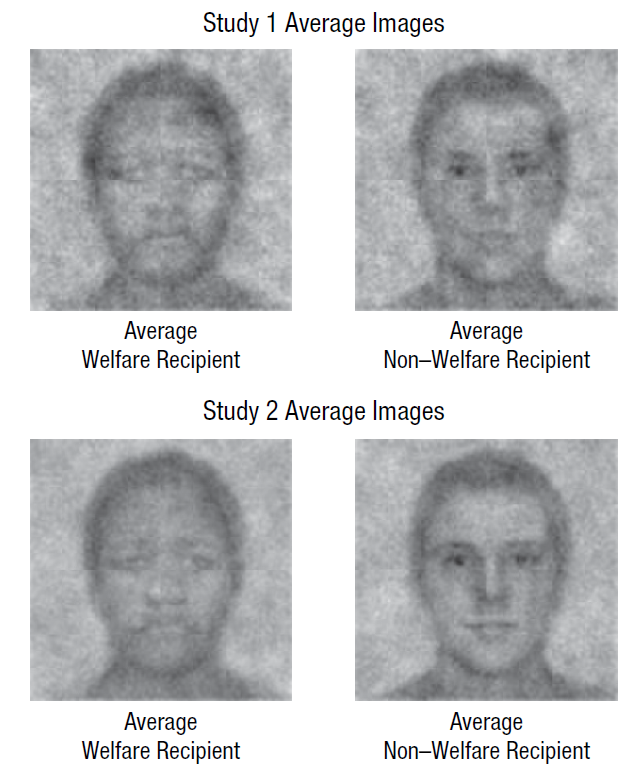 Study 1 Average Images
Average
Welfare Recipient
Average
Non–Welfare Recipient
Study 2 Average Images
Average
Welfare Recipient
Average
Non–Welfare Recipient